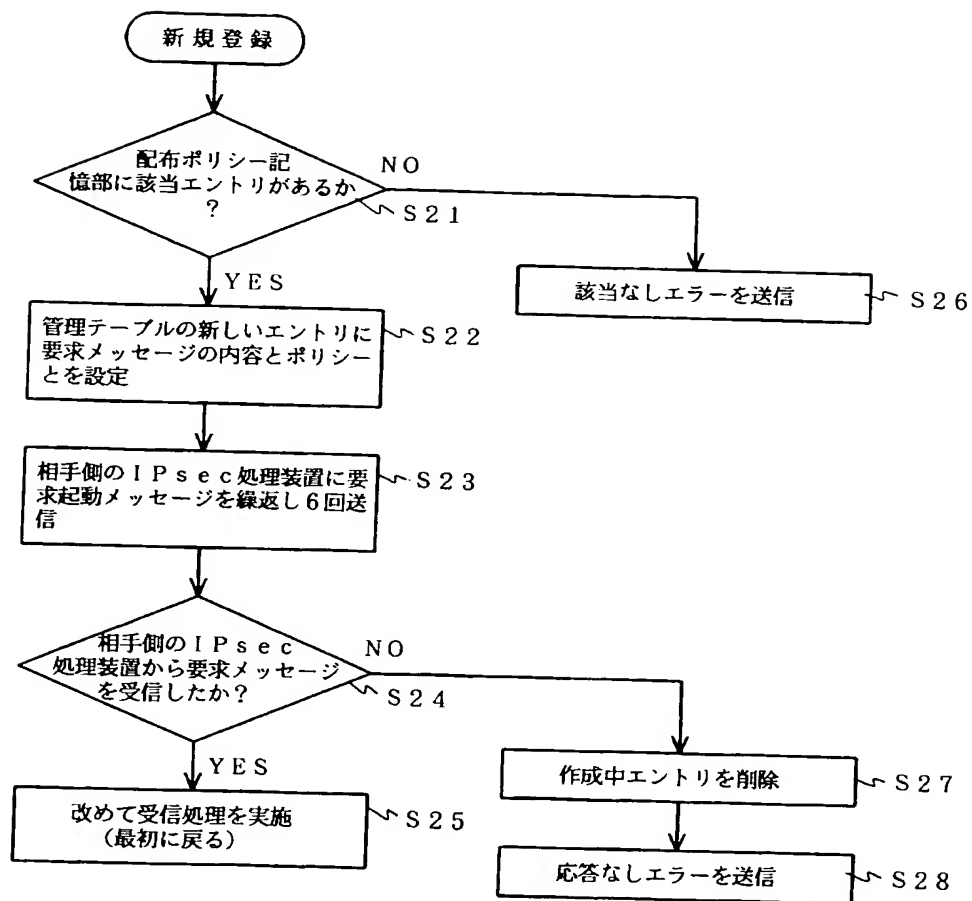 新規登録
配布ポリシー記
憶部に該当エントリがあるか
？
NO
S21
YES
該当なしエラーを送信
S26
管理テーブルの新しいエントリに
要求メッセージの内容とポリシー
とを設定
S22
相手側のIPsec処理装置に要
求起動メッセージを繰返し6回送
信
S23
相手側のIPsec
処理装置から要求メッセージ
を受信したか？
NO
S24
YES
作成中エントリを削除
S27
改めて受信処理を実施
（最初に戻る）
S25
応答なしエラーを送信
S28